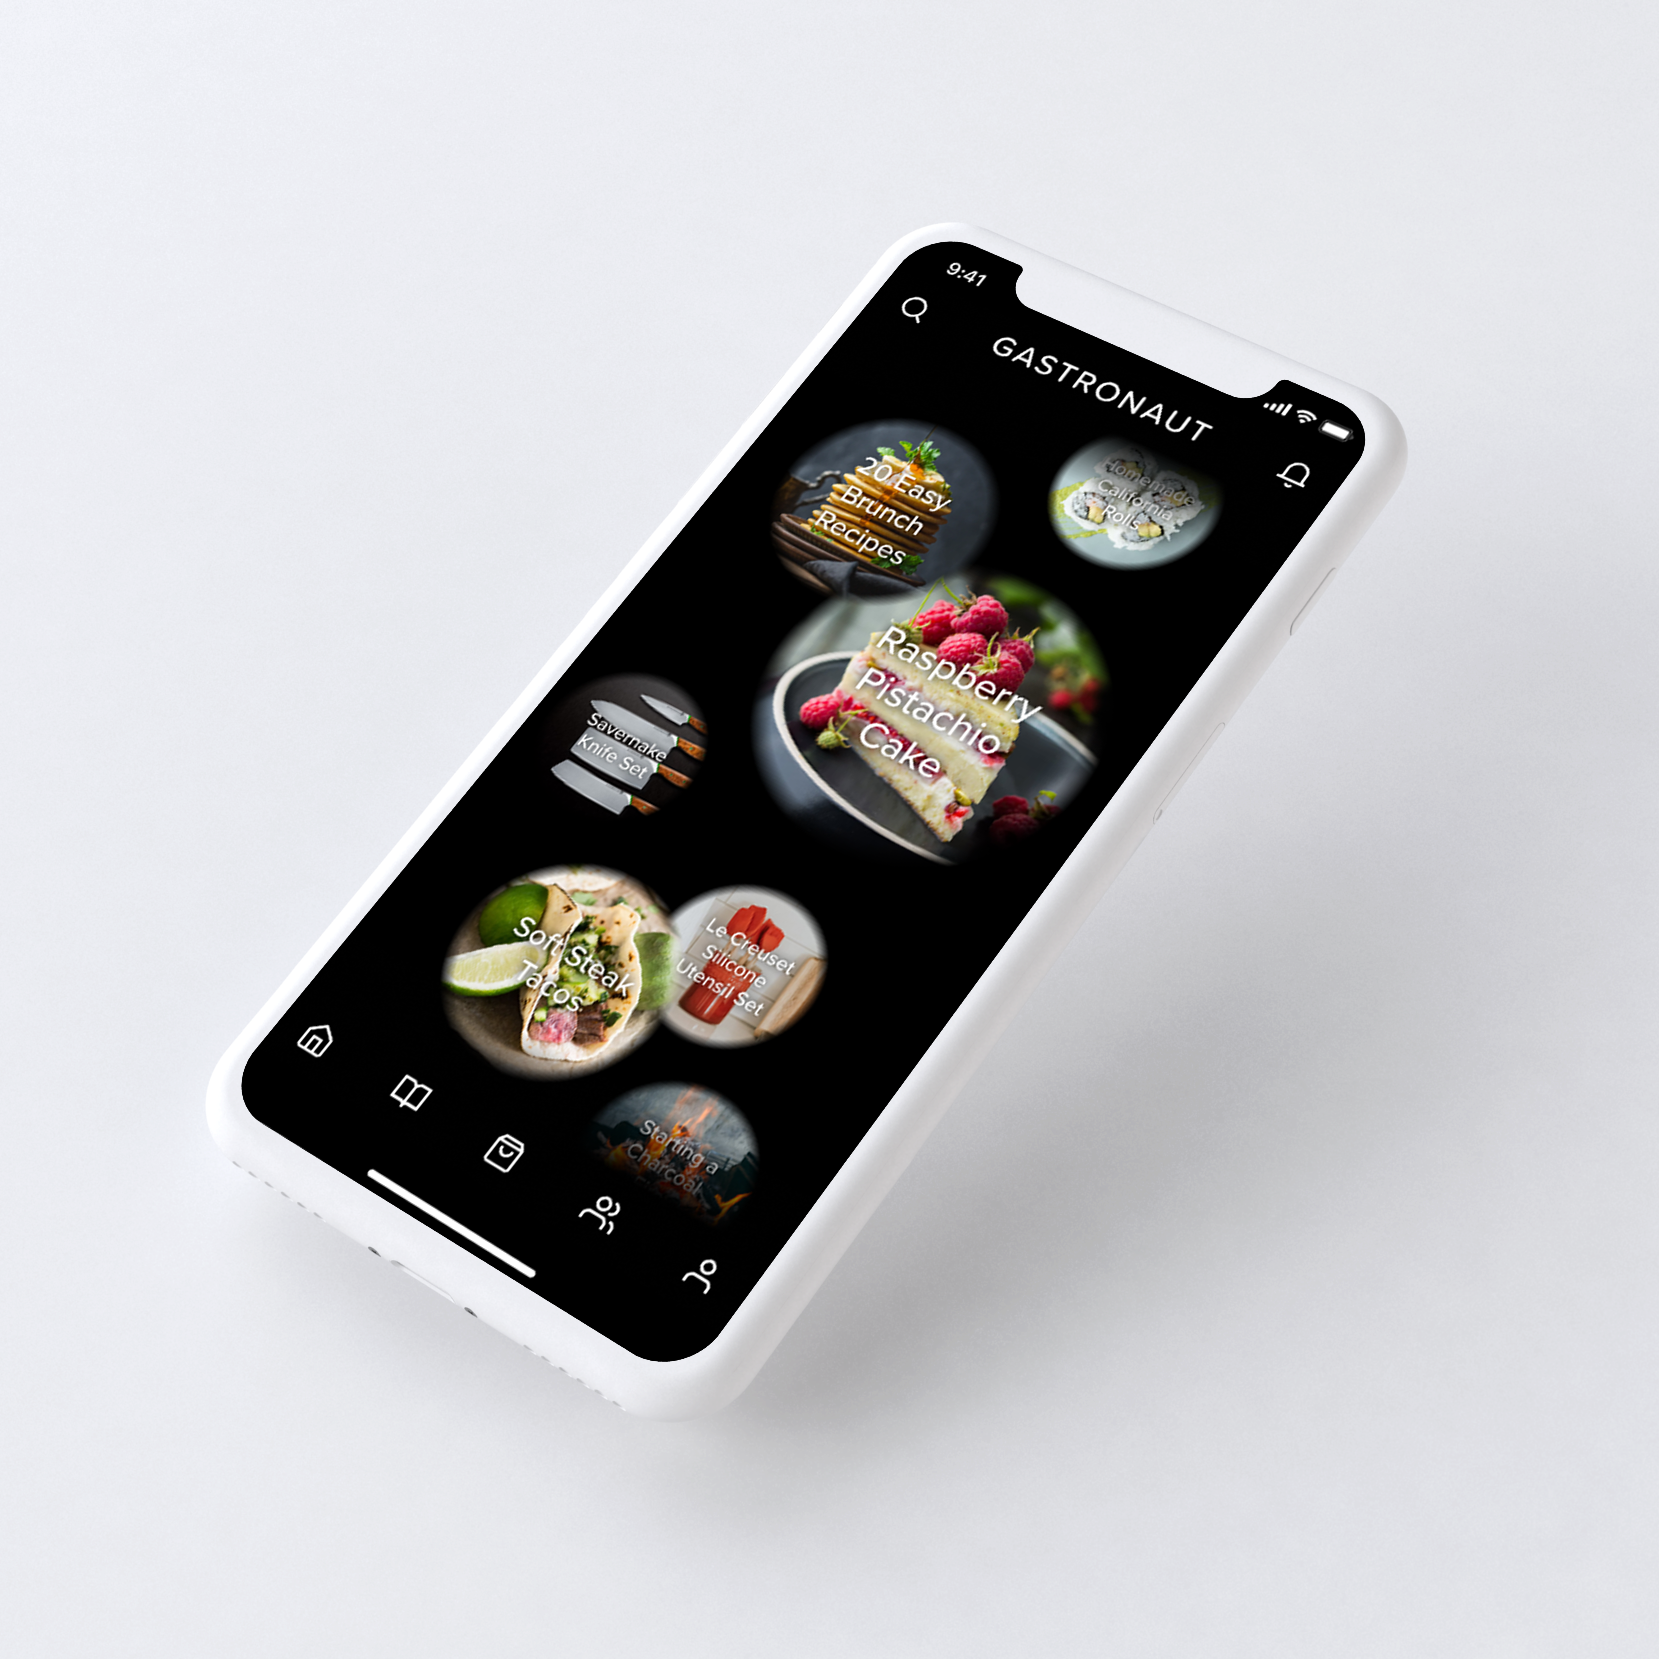 9:41
GASTRONAUT
20 Easy
Brunch
Recipes
Homemade
California
Rolls
Raspberry
Pistachio
Cake
Savernake
Knife Set
Soft Steak
Tacos
Le Creuset
Silicone
Utensil Set
Starting a
Charcoal